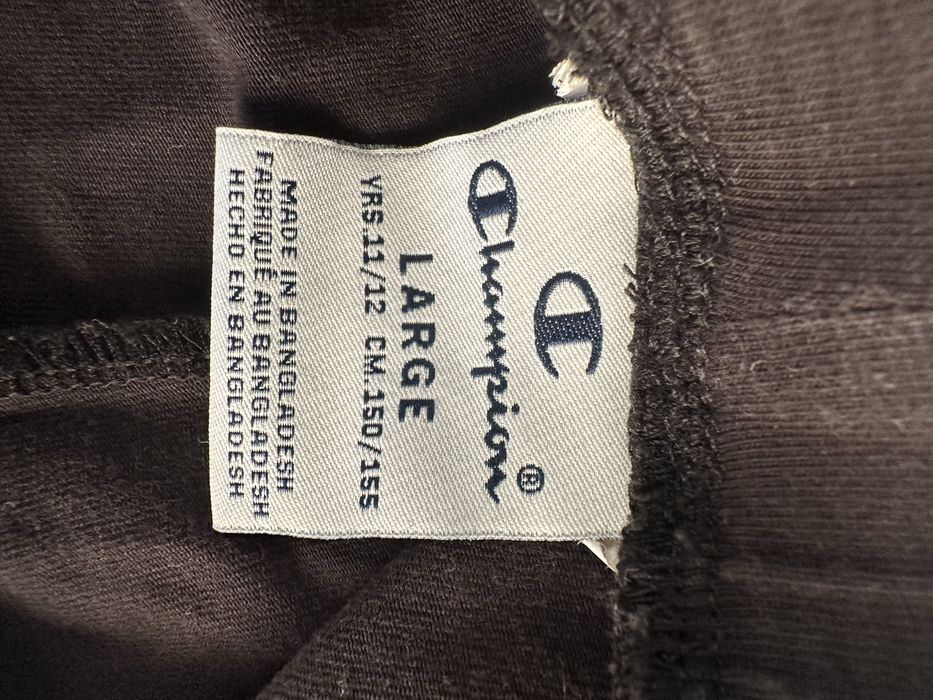 C
Champion®
LARGE
YRS.11/12 CM.150/155
MADE IN BANGLADESH
FABRIQUÉ AU BANGLADESH
HECHO EN BANGLADESH